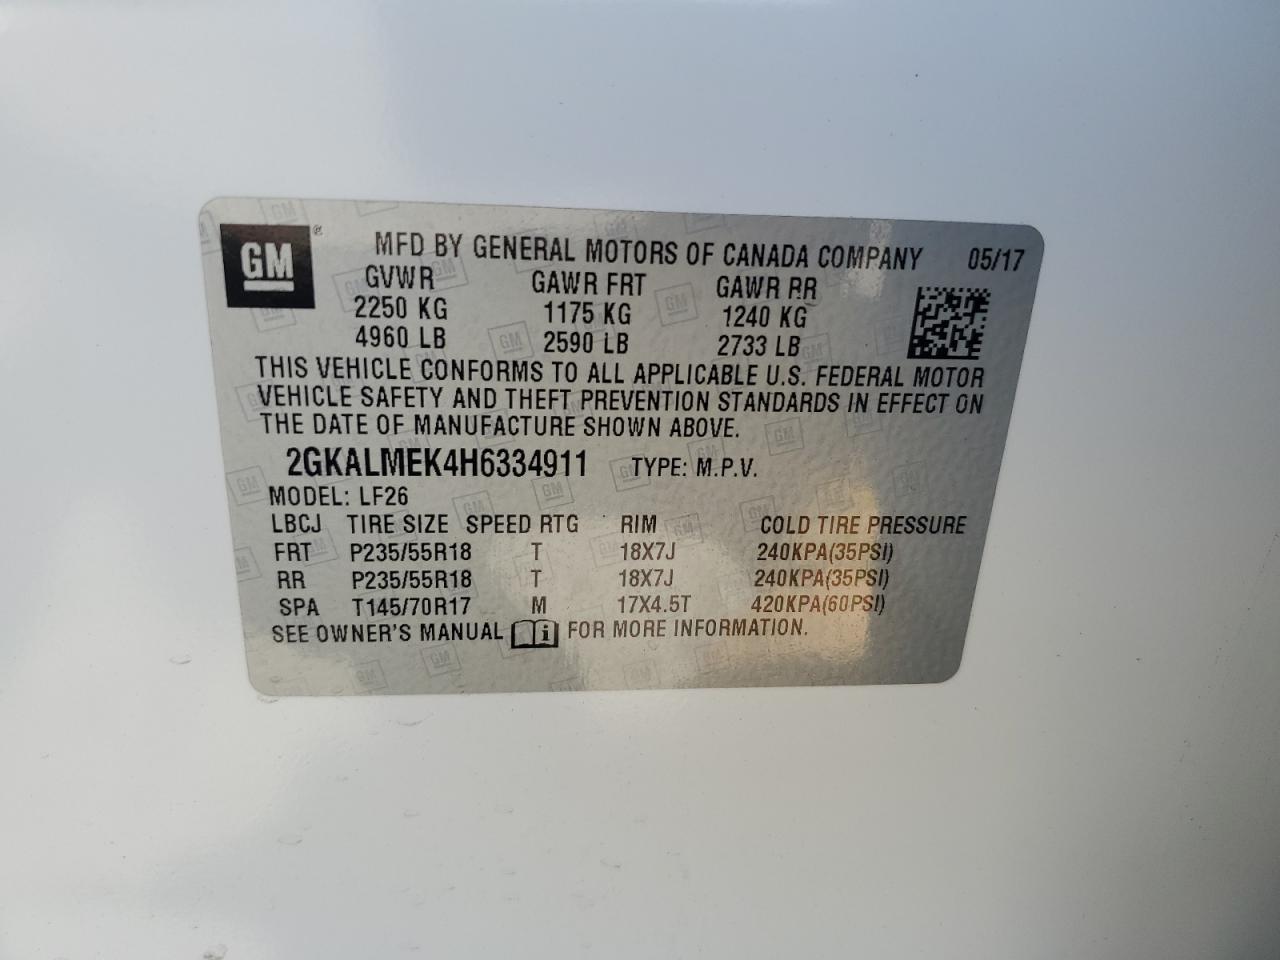 GM® MFD BY GENERAL MOTORS OF CANADA COMPANY 05/17
GVWR GAWR FRT GAWR RR
2250 KG 1175 KG 1240 KG
4960 LB 2590 LB 2733 LB
THIS VEHICLE CONFORMS TO ALL APPLICABLE U.S. FEDERAL MOTOR
VEHICLE SAFETY AND THEFT PREVENTION STANDARDS IN EFFECT ON
THE DATE OF MANUFACTURE SHOWN ABOVE.
2GKALMEK4H6334911 TYPE: M.P.V.
MODEL: LF26
LBCJ TIRE SIZE SPEED RTG RIM COLD TIRE PRESSURE
FRT P235/55R18 T 18X7J 240KPA(35PSI)
RR P235/55R18 T 18X7J 240KPA(35PSI)
SPA T145/70R17 M 17X4.5T 420KPA(60PSI)
SEE OWNER'S MANUAL i FOR MORE INFORMATION.